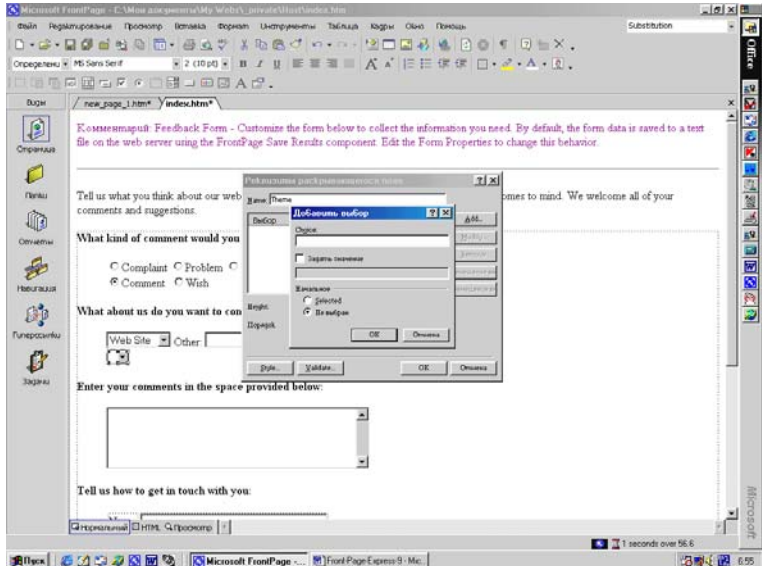 Microsoft FrontPage - C:\Мои документы\My Webs\_private\Host\index.htm
Файл Редактирование Просмотр Вставка Формат Инструменты Таблица Кадры Окно Помощь
Substitution
MS Sans Serif 2 (10 pt)
Office
Виды
new_page_1.htm* index.htm*
Страница
Папки
Отчеты
Навигация
Гиперссылки
Задачи
Комментарий: Feedback Form - Customize the form below to collect the information you need. By default, the form data is saved to a text
file on the web server using the FrontPage Save Results component. Edit the Form Properties to change this behavior.
Tell us what you think about our web
omes to mind. We welcome all of your
comments and suggestions.
What kind of comment would you
Complaint Problem
Comment Wish
What about us do you want to com
Web Site Other
Enter your comments in the space provided below:
Tell us how to get in touch with you:
Реквизиты раскрывающегося поля
Name: Theme
Выбор
Add...
Height:
Порядок
Style... Validate... OK Отмена
Добавить выбор
Choice:
Задать значение
Начальное
Selected
Не выбран
OK Отмена
Нормальный HTML Просмотр
1 seconds over 56.6
Microsoft
Пуск Microsoft FrontPage - ... Front-Page-Express-9 - Mic... 6:55